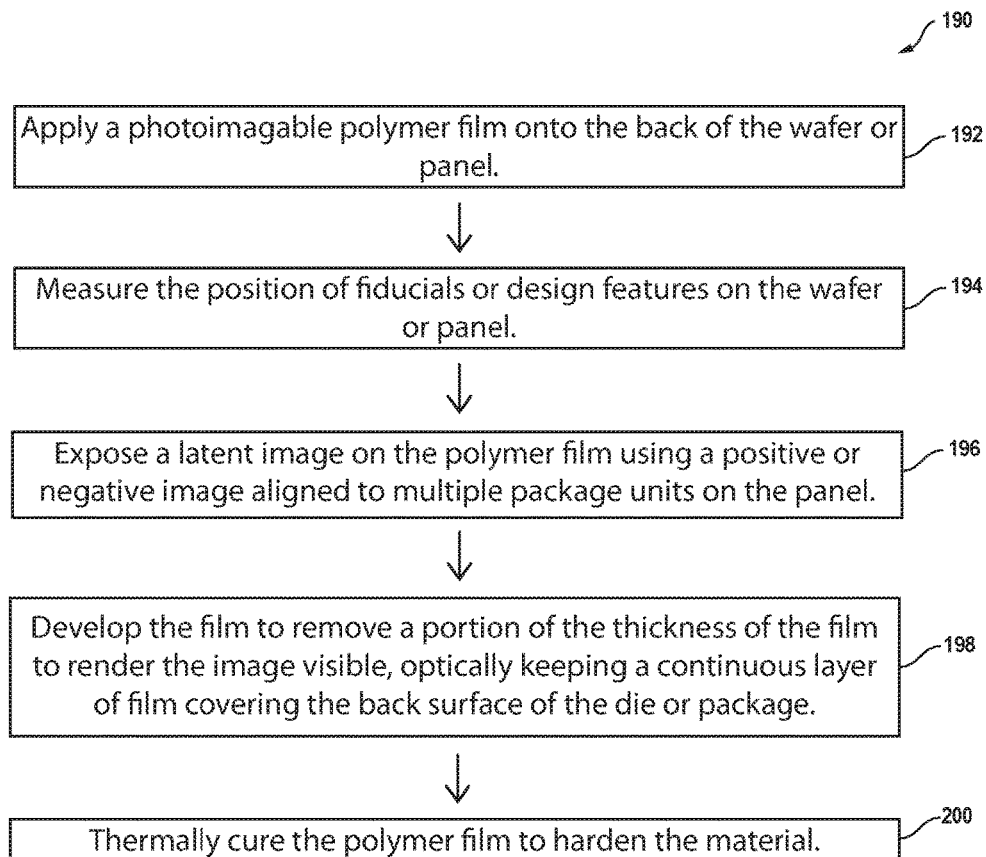 190
Apply a photoimagable polymer film onto the back of the wafer or
panel.
192
Measure the position of fiducials or design features on the wafer
or panel.
194
Expose a latent image on the polymer film using a positive or
negative image aligned to multiple package units on the panel.
196
Develop the film to remove a portion of the thickness of the film
to render the image visible, optically keeping a continuous layer
of film covering the back surface of the die or package.
198
Thermally cure the polymer film to harden the material.
200